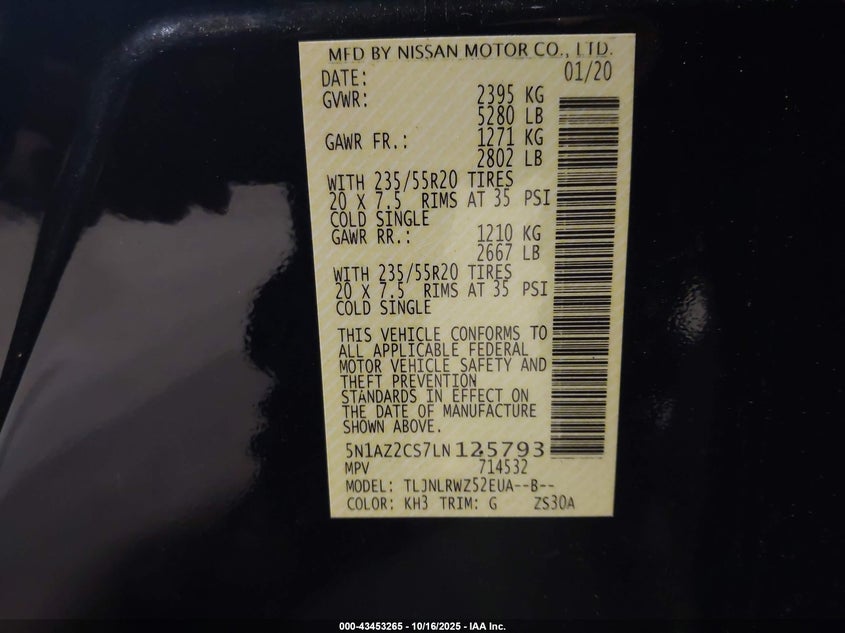 MFD BY NISSAN MOTOR CO., LTD.
DATE: 01/20
GVWR: 2395 KG
5280 LB
GAWR FR.: 1271 KG
2802 LB
WITH 235/55R20 TIRES
20 X 7.5 RIMS AT 35 PSI
COLD SINGLE
GAWR RR.: 1210 KG
2667 LB
WITH 235/55R20 TIRES
20 X 7.5 RIMS AT 35 PSI
COLD SINGLE
THIS VEHICLE CONFORMS TO
ALL APPLICABLE FEDERAL
MOTOR VEHICLE SAFETY AND
THEFT PREVENTION
STANDARDS IN EFFECT ON
THE DATE OF MANUFACTURE
SHOWN ABOVE.
5N1AZ2CS7LN125793
MPV 714532
MODEL: TLJNLRWZ52EUA--B--
COLOR: KH3 TRIM: G ZS30A
000-43453265 - 10/16/2025 - IAA Inc.